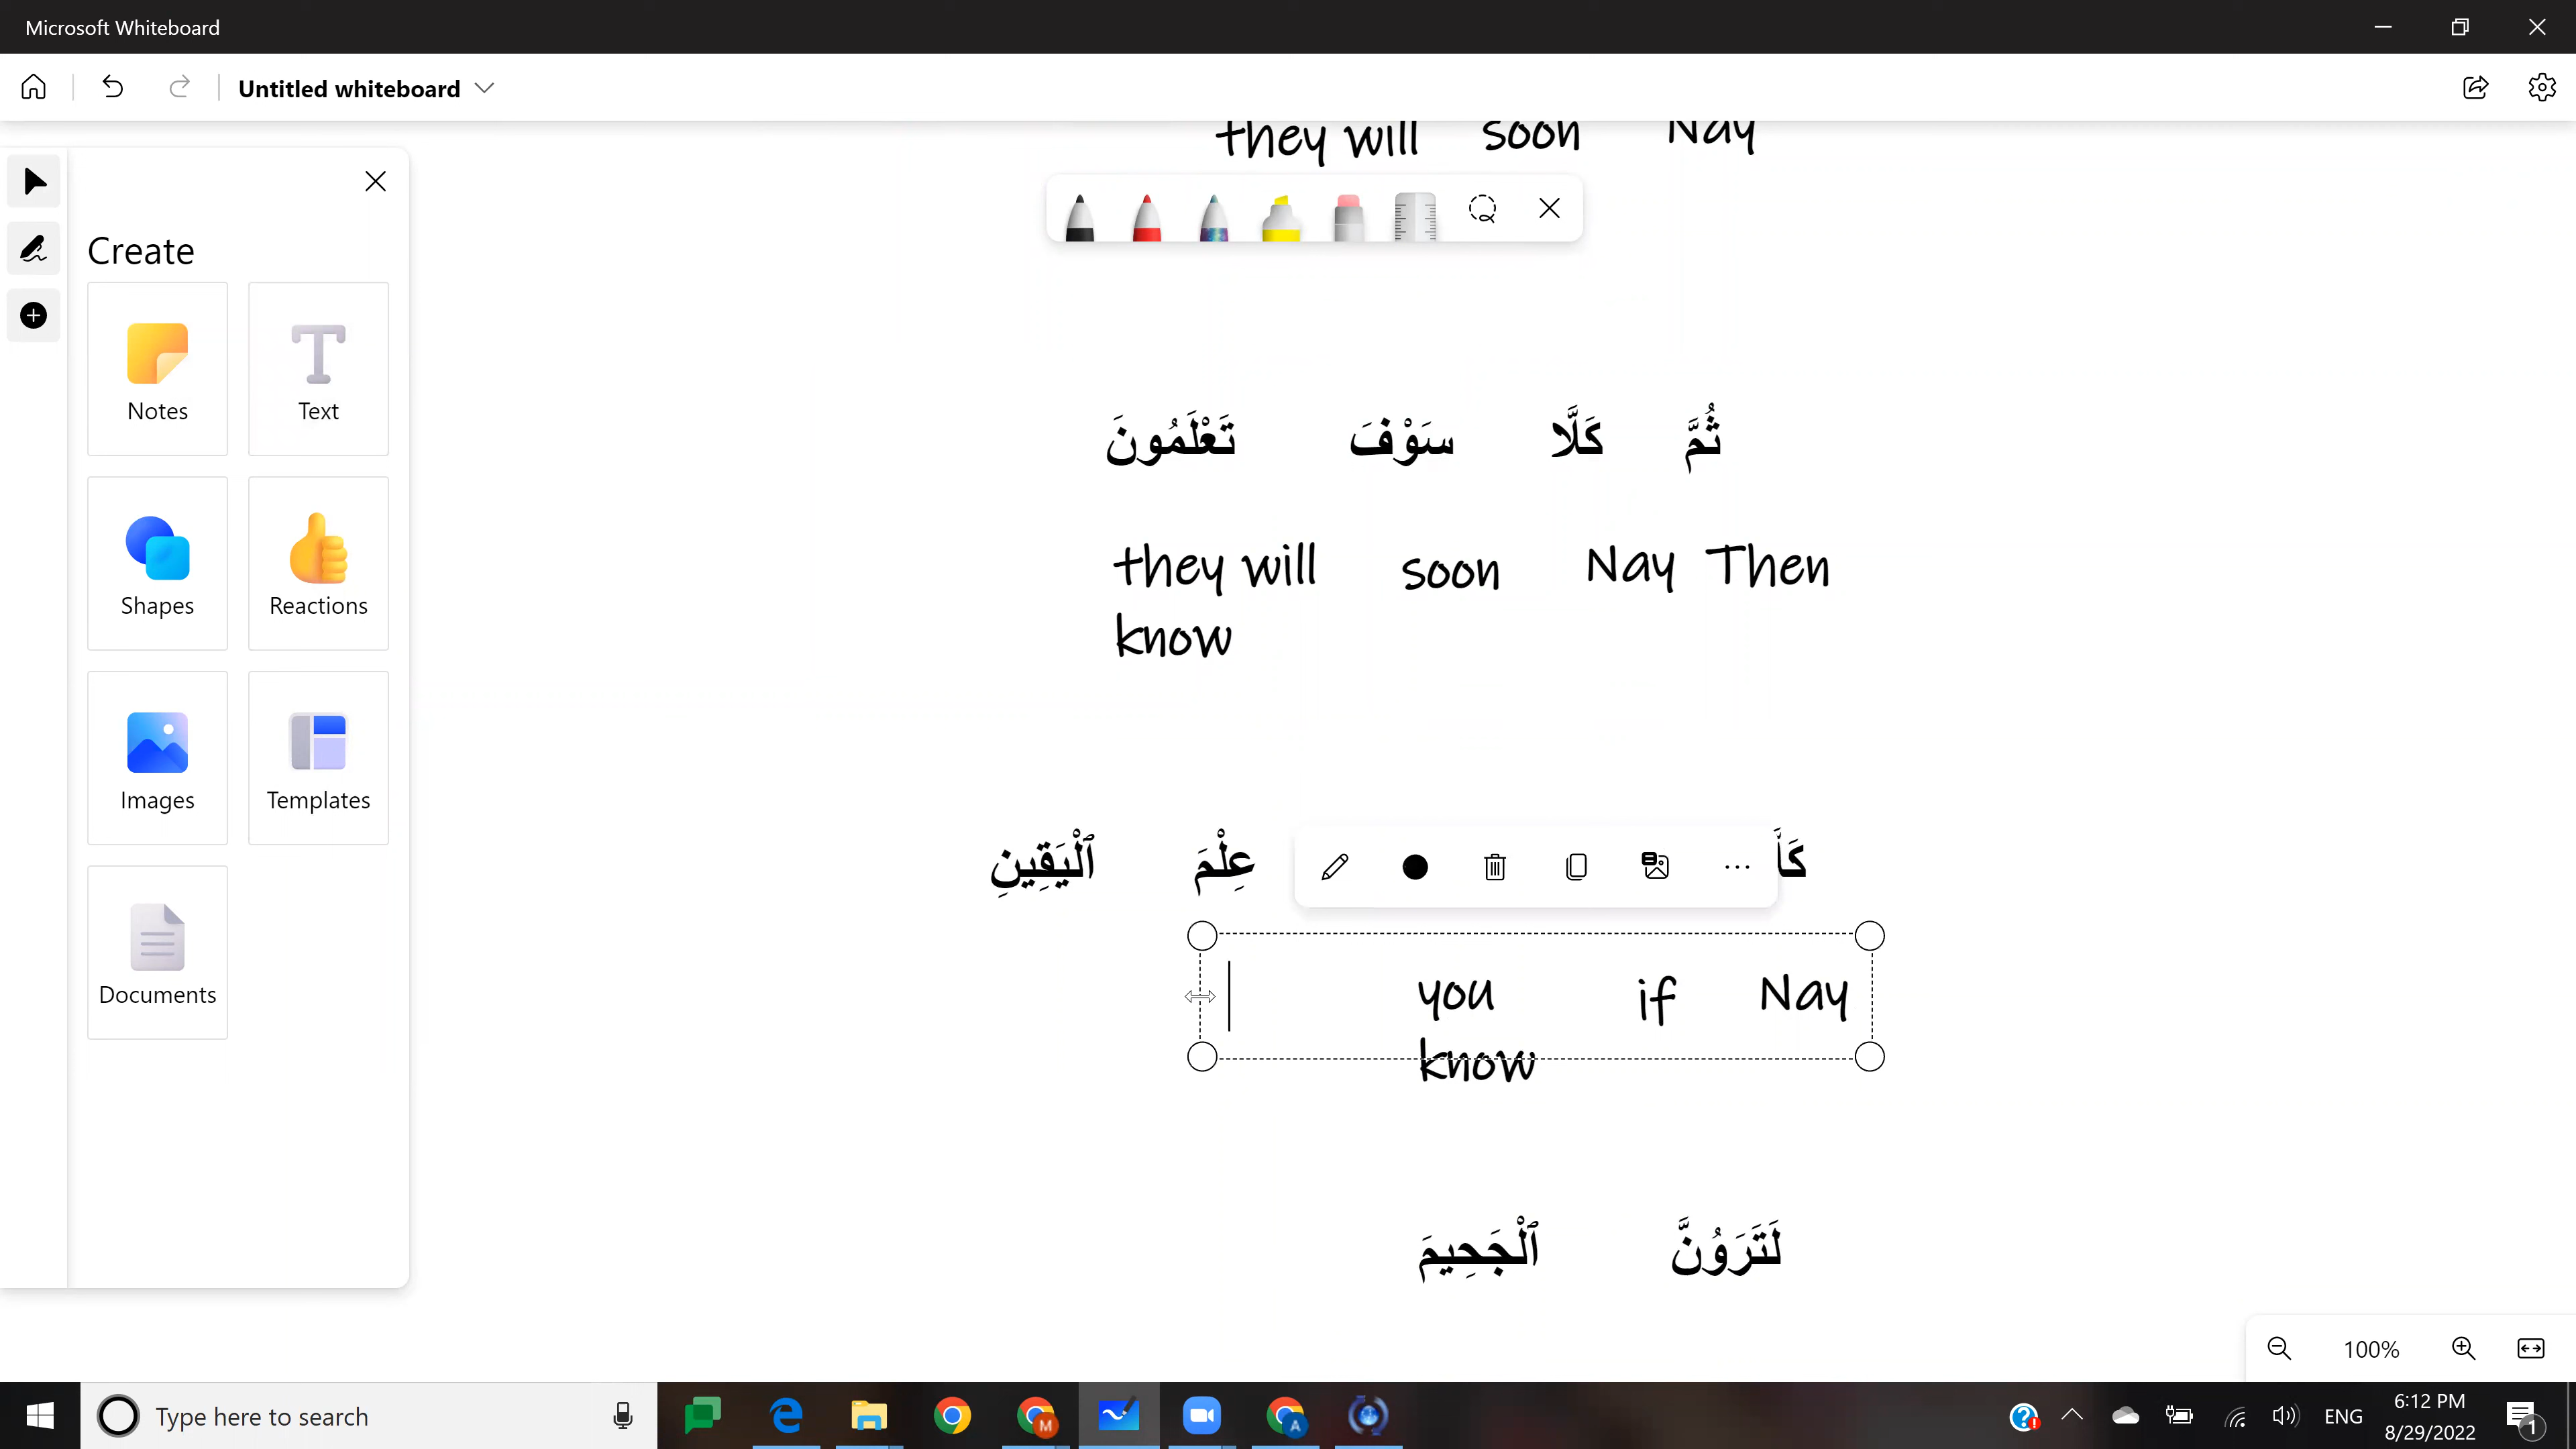 Microsoft Whiteboard
Untitled whiteboard
Create
Notes
Text
Shapes
Reactions
Images
Templates
Documents
they will soon Nay
ثُمَّ كَلَّا سَوْفَ تَعْلَمُونَ
they will soon Nay Then
know
عِلْمَ ٱلْيَقِينِ
you if Nay
know
لَتَرَوُنَّ ٱلْجَحِيمَ
100%
Type here to search
ENG
6:12 PM
8/29/2022
1